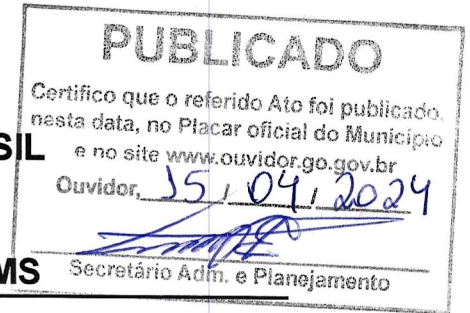 PUBLICADO
Certifico que o referido Ato foi publicado,
nesta data, no Placar oficial do Município
SIL
e no site www.ouvidor.go.gov.br
Ouvidor, 15, 04, 2024
MS
Secretário Adm. e Planejamento